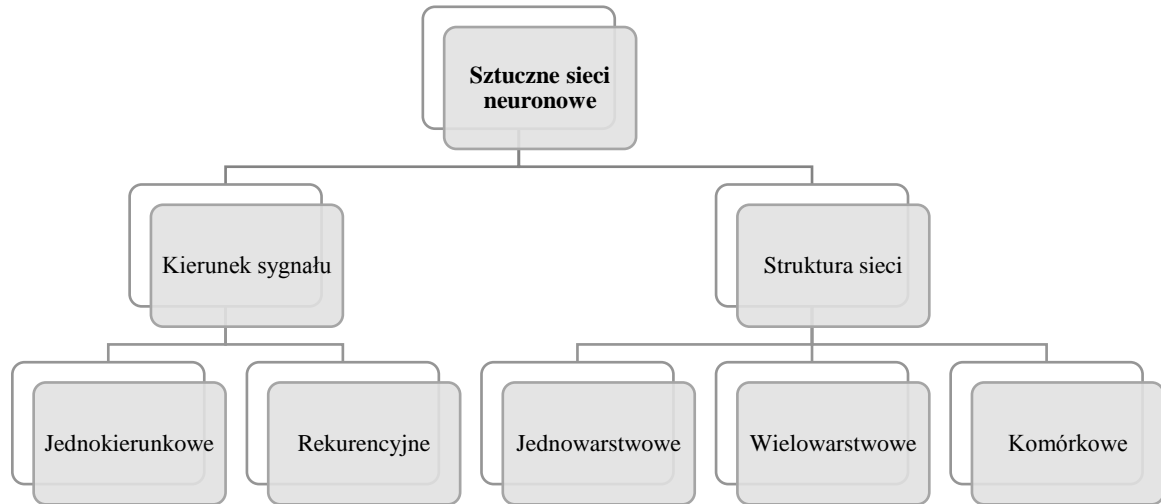 Sztuczne sieci
neuronowe
Kierunek sygnału
Struktura sieci
Jednokierunkowe
Rekurencyjne
Jednowarstwowe
Wielowarstwowe
Komórkowe